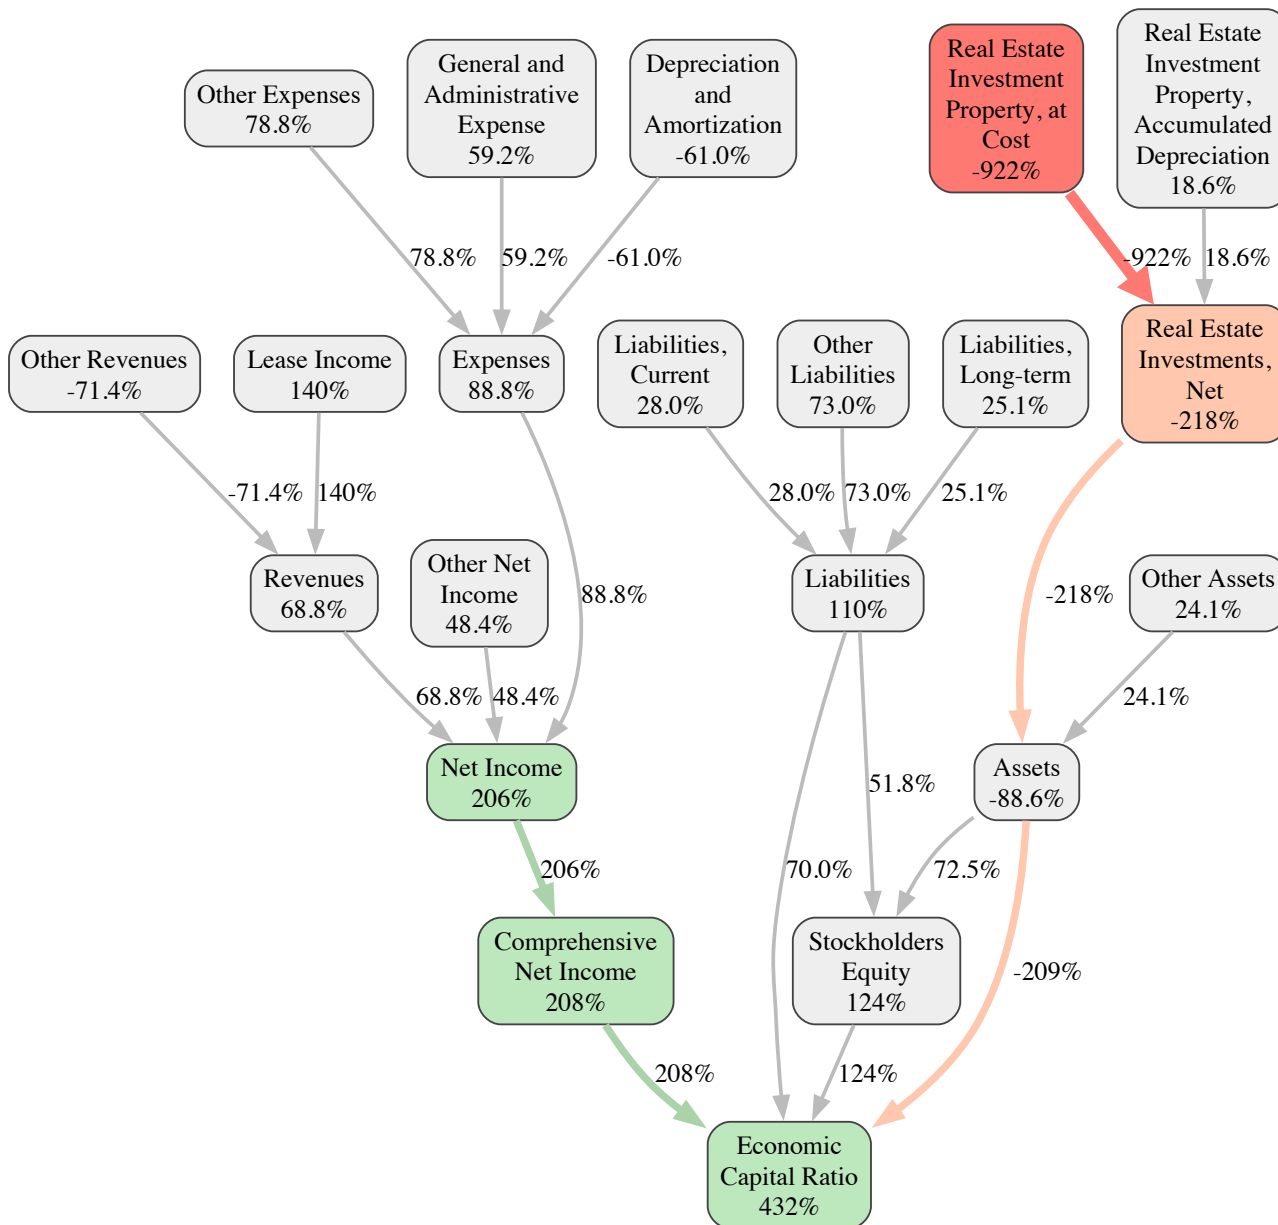 Real Estate
Investment
Property, at
Cost
-922%
Real Estate
Investment
Property,
Accumulated
Depreciation
18.6%
General and
Administrative
Expense
59.2%
Depreciation
and
Amortization
-61.0%
Other Expenses
78.8%
78.8%
59.2%
-61.0%
-922%
18.6%
Other Revenues
-71.4%
Lease Income
140%
Expenses
88.8%
Liabilities,
Current
28.0%
Other
Liabilities
73.0%
Liabilities,
Long-term
25.1%
Real Estate
Investments,
Net
-218%
-71.4%
140%
28.0%
73.0%
25.1%
Revenues
68.8%
Other Net
Income
48.4%
88.8%
Liabilities
110%
-218%
Other Assets
24.1%
68.8%
48.4%
24.1%
Net Income
206%
51.8%
Assets
-88.6%
206%
70.0%
72.5%
Comprehensive
Net Income
208%
Stockholders
Equity
124%
-209%
208%
124%
Economic
Capital Ratio
432%